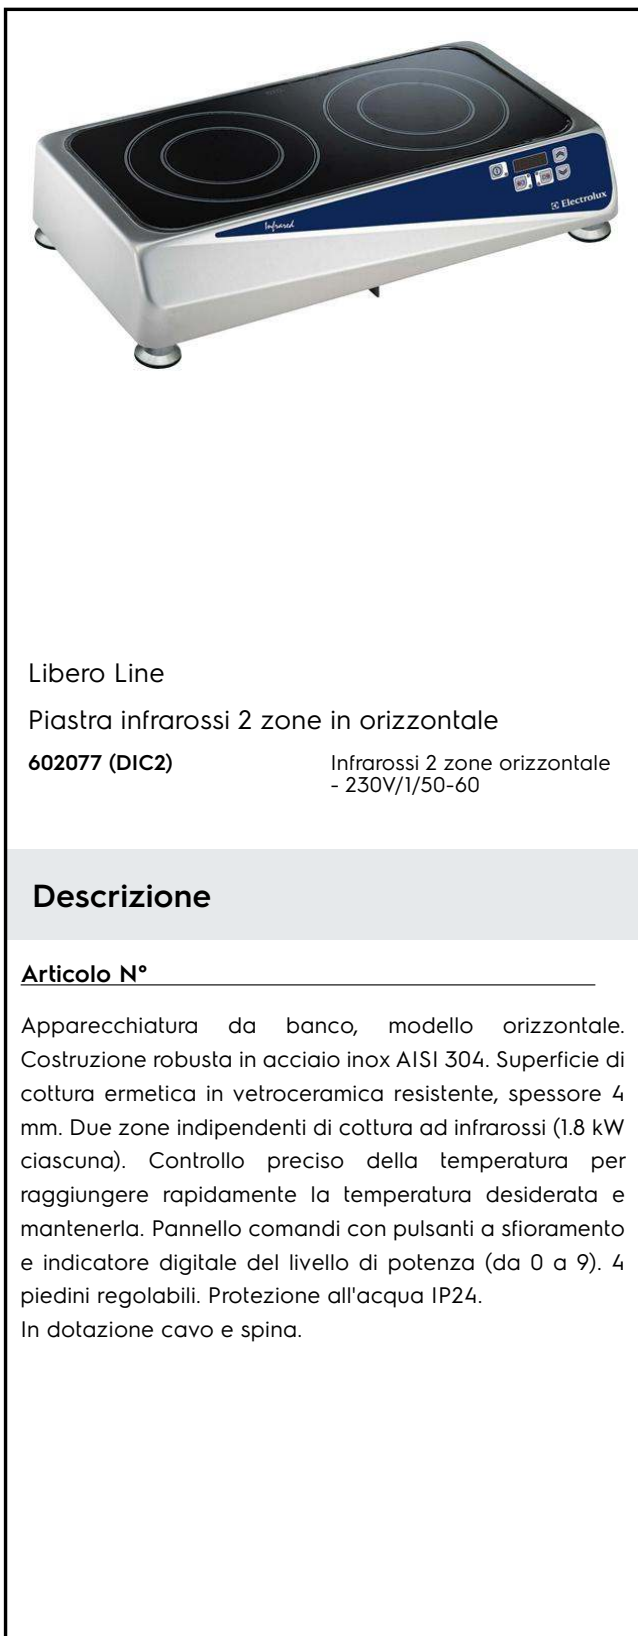 Infrared
Electrolux
Libero Line
Piastra infrarossi 2 zone in orizzontale
602077 (DIC2)
Infrarossi 2 zone orizzontale
- 230V/1/50-60
Descrizione
Articolo N°
Apparecchiatura da banco, modello orizzontale.
Costruzione robusta in acciaio inox AISI 304. Superficie di
cottura ermetica in vetroceramica resistente, spessore 4
mm. Due zone indipendenti di cottura ad infrarossi (1.8 kW
ciascuna). Controllo preciso della temperatura per
raggiungere rapidamente la temperatura desiderata e
mantenerla. Pannello comandi con pulsanti a sfioramento
e indicatore digitale del livello di potenza (da 0 a 9). 4
piedini regolabili. Protezione all'acqua IP24.
In dotazione cavo e spina.